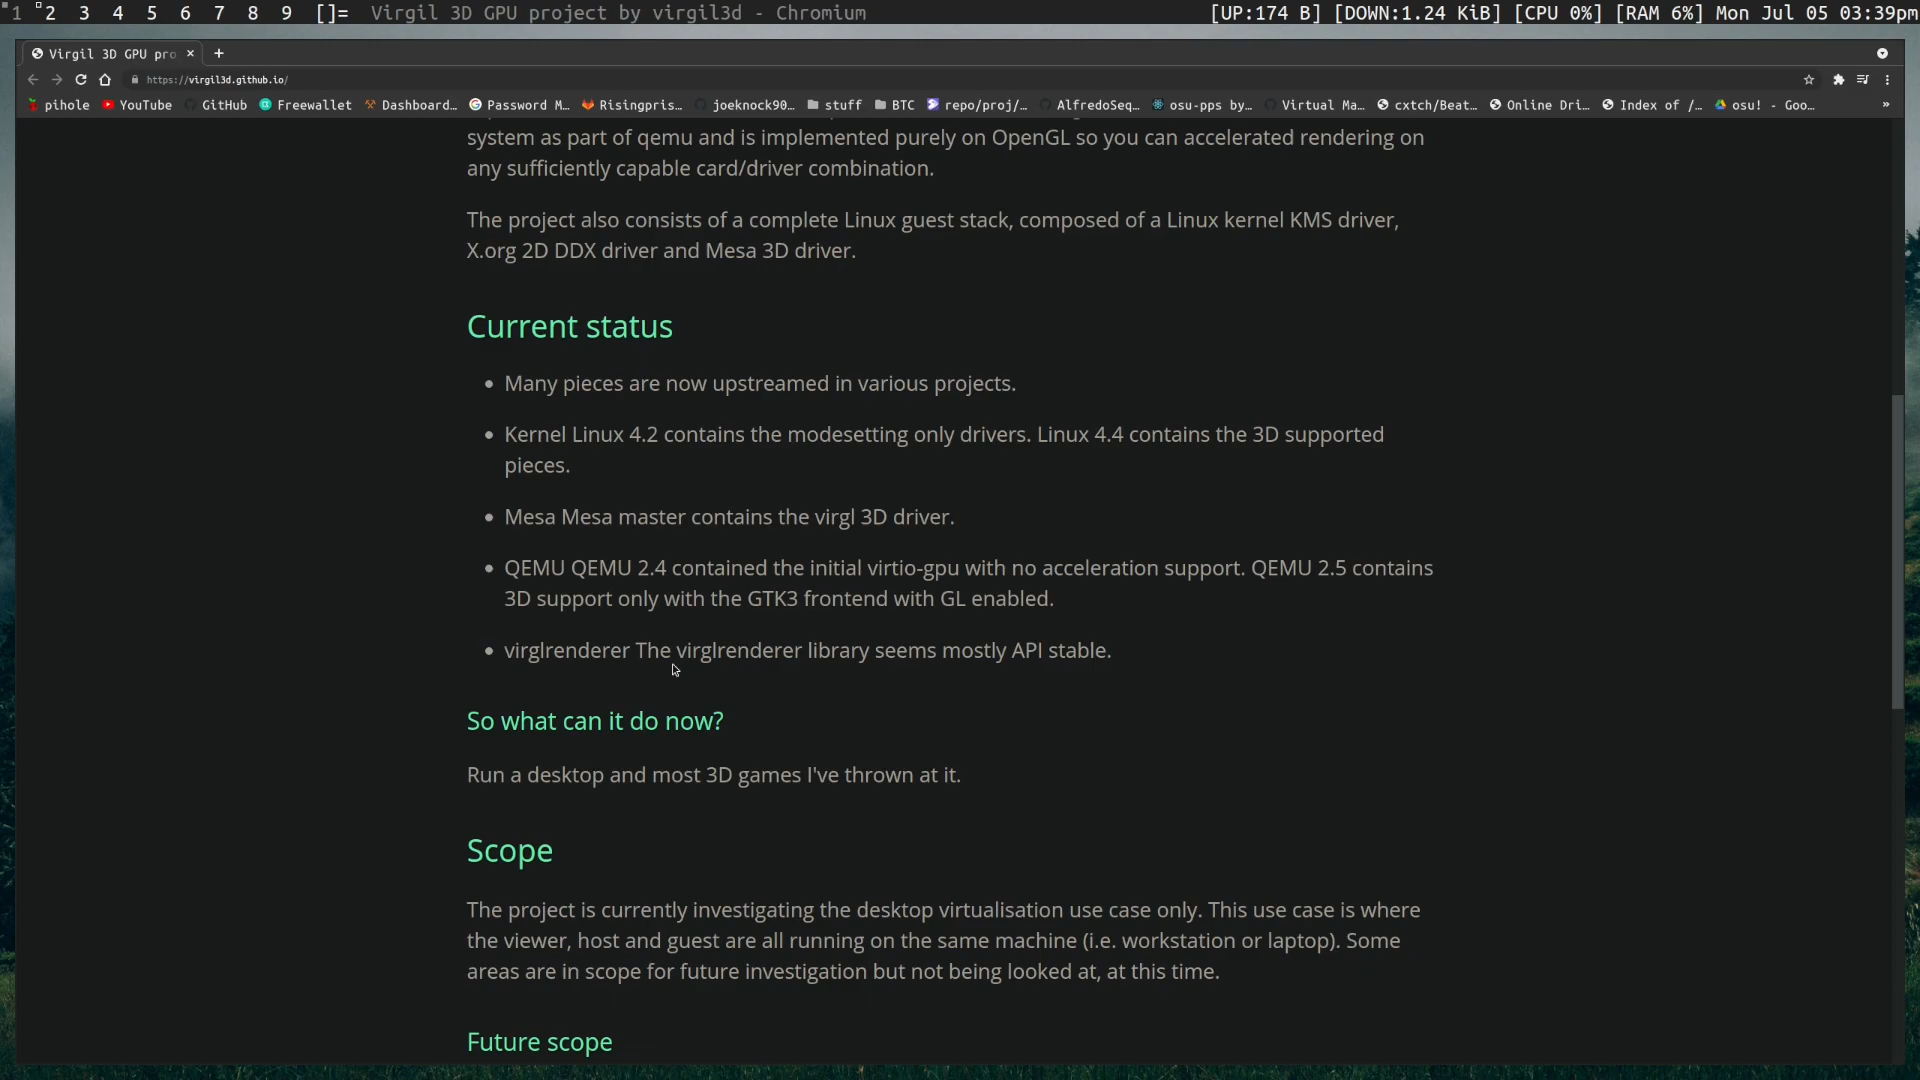 1 2 3 4 5 6 7 8 9 []= Virgil 3D GPU project by virgil3d - Chromium [UP:174 B] [DOWN:1.24 KiB] [CPU 0%] [RAM 6%] Mon Jul 05 03:39pm
Virgil 3D GPU pro × +
https://virgil3d.github.io/
pihole YouTube GitHub Freewallet Dashboard... Password M... Risingpris... joeknock90... stuff BTC repo/proj/... AlfredoSeq... osu-pps by... Virtual Ma... cxtch/Beat... Online Dri... Index of /... osu! - Goo... »
system as part of qemu and is implemented purely on OpenGL so you can accelerated rendering on
any sufficiently capable card/driver combination.
The project also consists of a complete Linux guest stack, composed of a Linux kernel KMS driver,
X.org 2D DDX driver and Mesa 3D driver.
Current status
• Many pieces are now upstreamed in various projects.
• Kernel Linux 4.2 contains the modesetting only drivers. Linux 4.4 contains the 3D supported
pieces.
• Mesa Mesa master contains the virgl 3D driver.
• QEMU QEMU 2.4 contained the initial virtio-gpu with no acceleration support. QEMU 2.5 contains
3D support only with the GTK3 frontend with GL enabled.
• virglrenderer The virglrenderer library seems mostly API stable.
So what can it do now?
Run a desktop and most 3D games I've thrown at it.
Scope
The project is currently investigating the desktop virtualisation use case only. This use case is where
the viewer, host and guest are all running on the same machine (i.e. workstation or laptop). Some
areas are in scope for future investigation but not being looked at, at this time.
Future scope